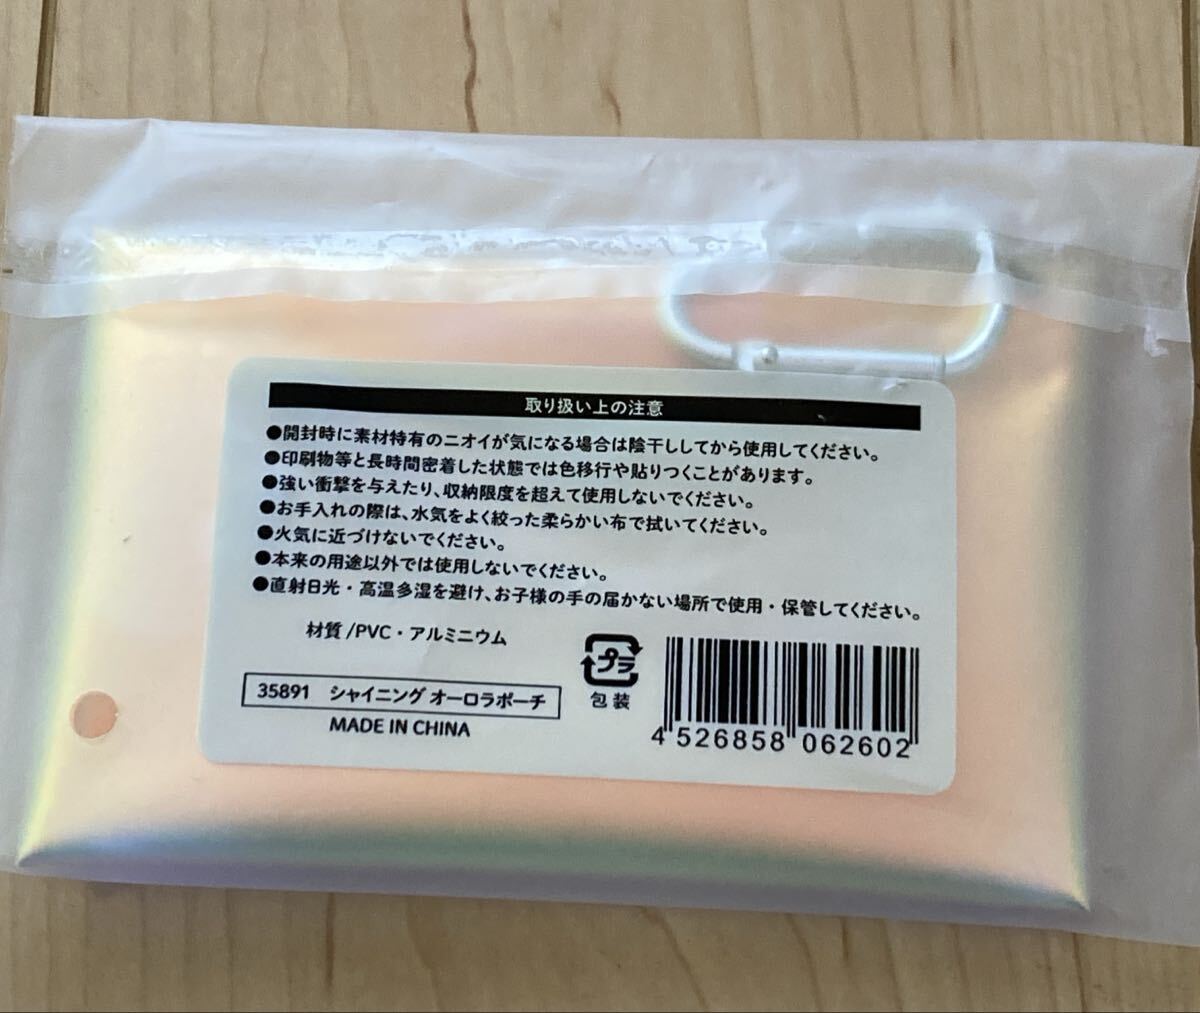 取り扱い上の注意
●開封時に素材特有のニオイが気になる場合は陰干ししてから使用してください。
●印刷物等と長時間密着した状態では色移行や貼りつくことがあります。
●強い衝撃を与えたり、収納限度を超えて使用しないでください。
●お手入れの際は、水気をよく絞った柔らかい布で拭いてください。
●火気に近づけないでください。
●本来の用途以外では使用しないでください。
●直射日光・高温多湿を避け、お子様の手の届かない場所で使用・保管してください。
材質/PVC・アルミニウム
プラ
包装
35891 シャイニング オーロラポーチ
MADE IN CHINA
4 526858 062602